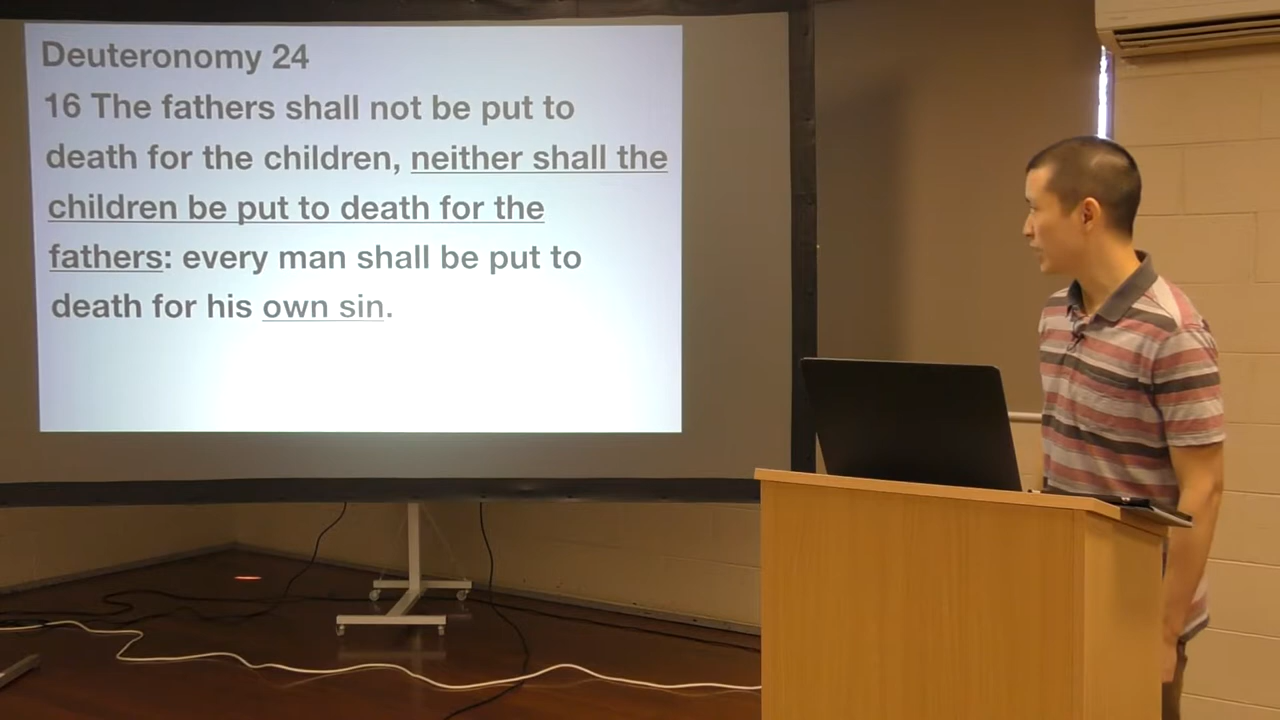 Deuteronomy 24
16 The fathers shall not be put to
death for the children, neither shall the
children be put to death for the
fathers: every man shall be put to
death for his own sin.